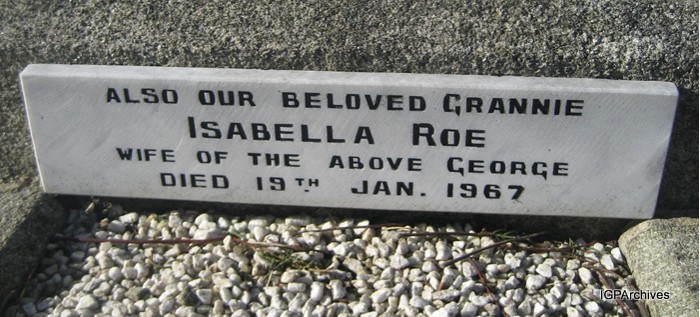 ALSO OUR BELOVED GRANNIE
ISABELLA ROE
WIFE OF THE ABOVE GEORGE
DIED 19TH JAN. 1967
IGPArchives